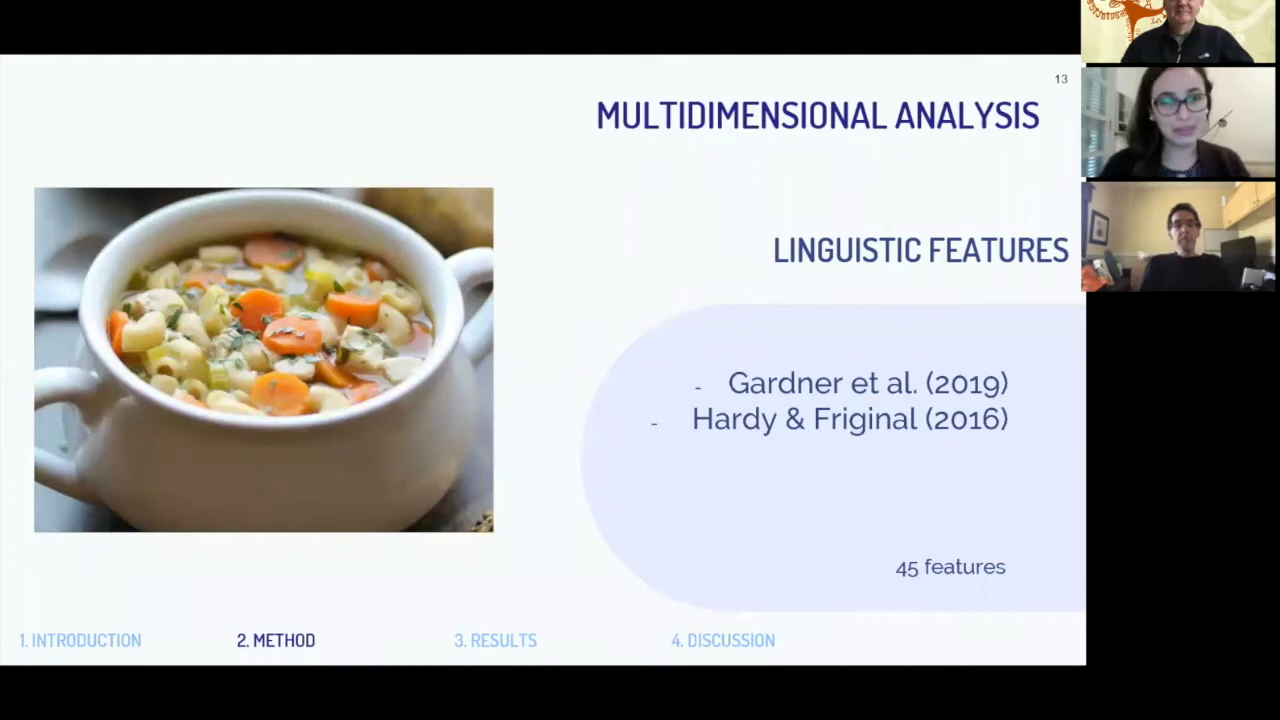 13
MULTIDIMENSIONAL ANALYSIS
LINGUISTIC FEATURES
- Gardner et al. (2019)
- Hardy & Friginal (2016)
45 features
1. INTRODUCTION 2. METHOD 3. RESULTS 4. DISCUSSION